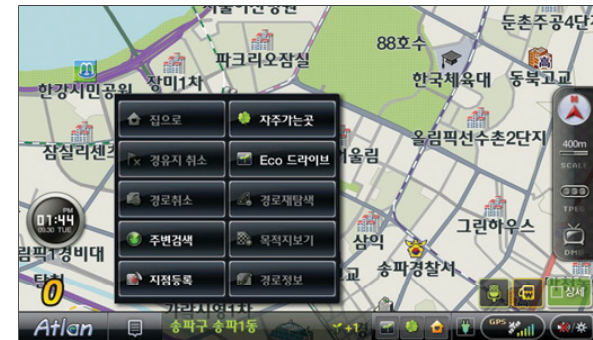 둔촌주공4단
88호수
파크리오잠실
한강시민공원
장미1차
한국체육대
동북고교
집으로
자주가는곳
잠실리센츠
경유지 취소
Eco 드라이브
올림픽선수촌2단지
400m
SCALE
경로취소
경로재탐색
TPEG
PM
01:44
09.30 TUE
주변검색
목적지보기
삼익
그린하우스
DMB
지점등록
경로정보
송파경찰서
0
상세
Atlan
송파구 송파1동
+1
GPS